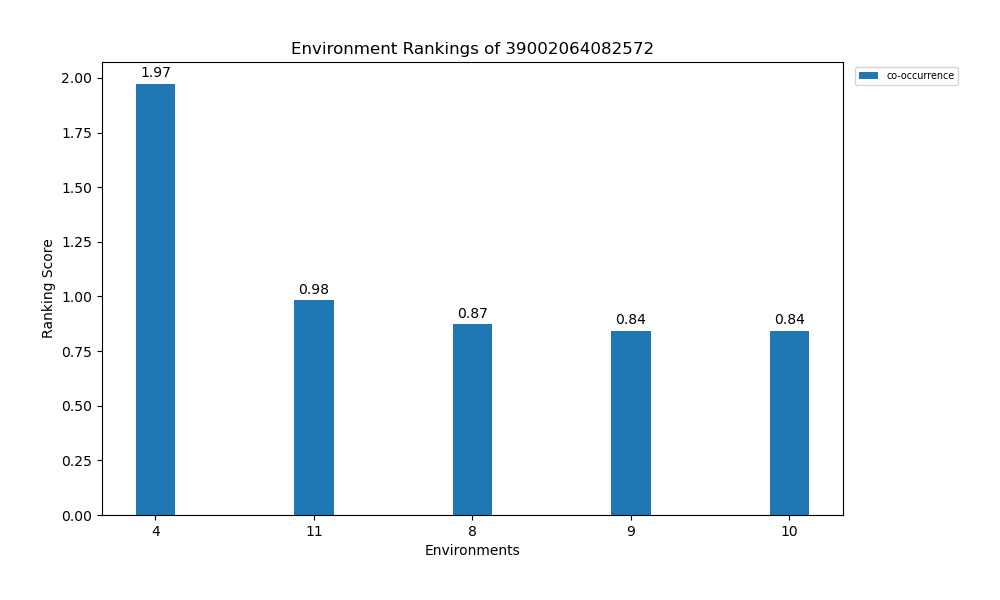 Environment Rankings of 39002064082572
co-occurrence
Ranking Score
2.00
1.75
1.50
1.25
1.00
0.75
0.50
0.25
0.00
1.97
0.98
0.87
0.84
0.84
4 11 8 9 10
Environments